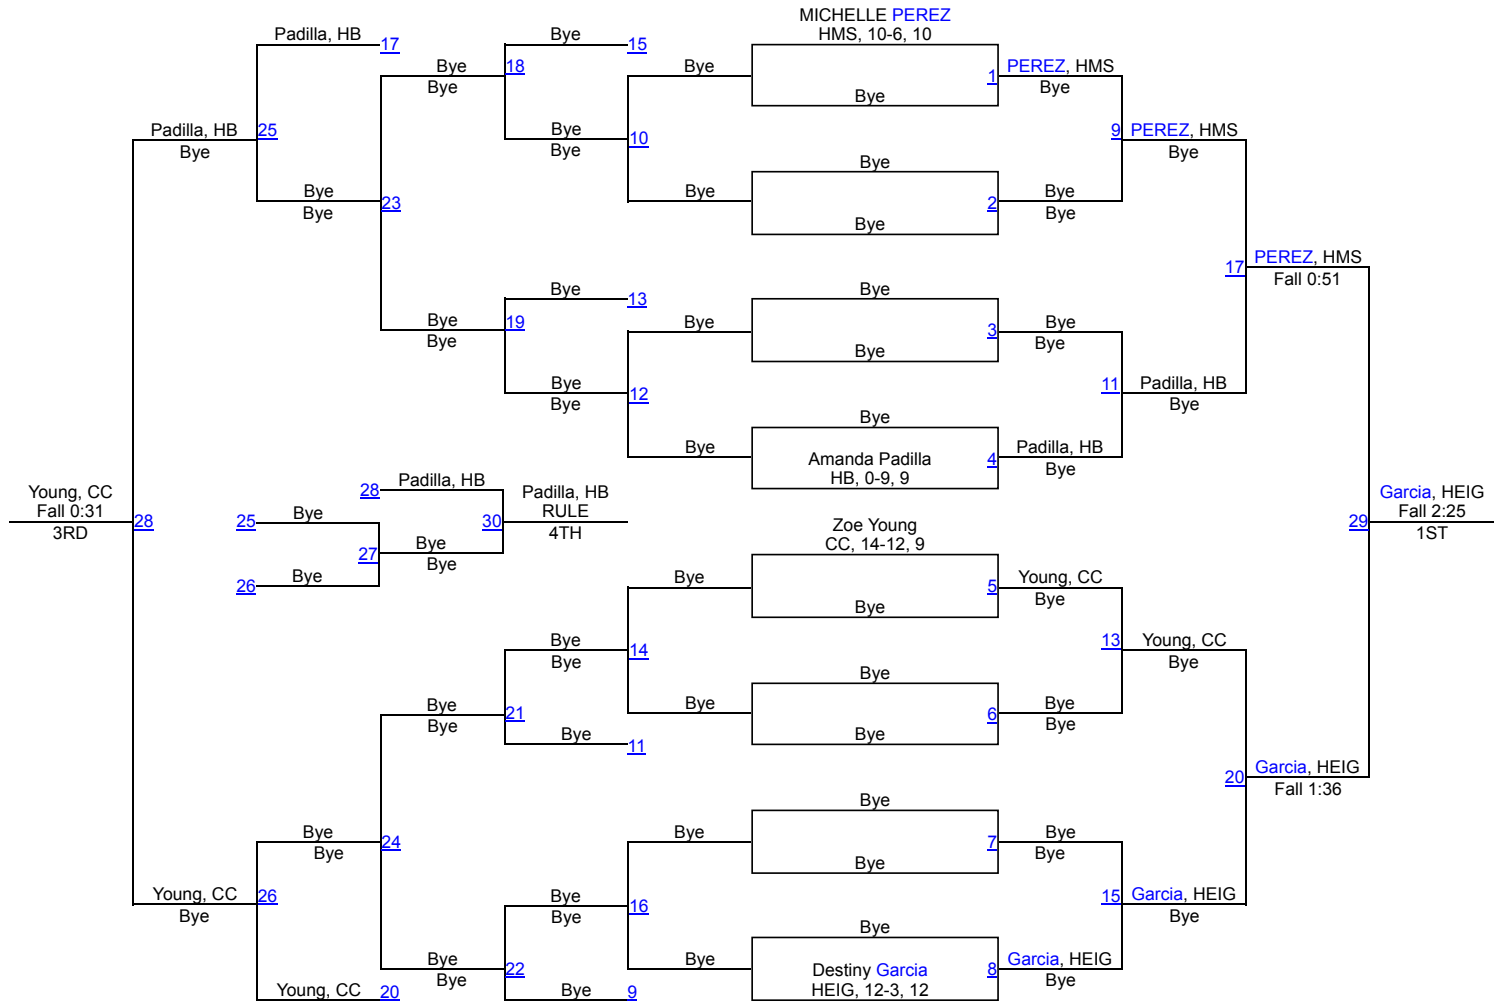 MICHELLE PEREZ
HMS, 10-6, 10
Padilla, HB
17
Bye
15
Bye
18
Bye
Bye
1
PEREZ, HMS
Bye
Bye
Bye
Padilla, HB
25
Bye
10
9
PEREZ, HMS
Bye
Bye
Bye
Bye
Bye
23
Bye
2
Bye
Bye
Bye
Bye
17
PEREZ, HMS
Fall 0:51
Bye
13
Bye
Bye
19
Bye
3
Bye
Bye
Bye
Bye
Bye
12
11
Padilla, HB
Bye
Bye
Bye
Bye
Amanda Padilla
HB, 0-9, 9
4
Padilla, HB
Bye
28
Padilla, HB
Young, CC
Fall 0:31
3RD
28
25
Bye
30
Padilla, HB
RULE
4TH
27
Bye
Bye
26
Bye
29
Garcia, HEIG
Fall 2:25
1ST
Zoe Young
CC, 14-12, 9
Bye
5
Young, CC
Bye
Bye
Bye
14
Bye
13
Young, CC
Bye
Bye
Bye
21
Bye
Bye
6
Bye
Bye
Bye
Bye
11
20
Garcia, HEIG
Fall 1:36
Bye
Bye
24
Bye
Bye
7
Bye
Bye
Bye
Young, CC
26
Bye
Bye
16
Bye
15
Garcia, HEIG
Bye
Bye
Bye
22
Bye
Bye
Destiny Garcia
HEIG, 12-3, 12
8
Garcia, HEIG
Bye
Young, CC
20
Bye
9